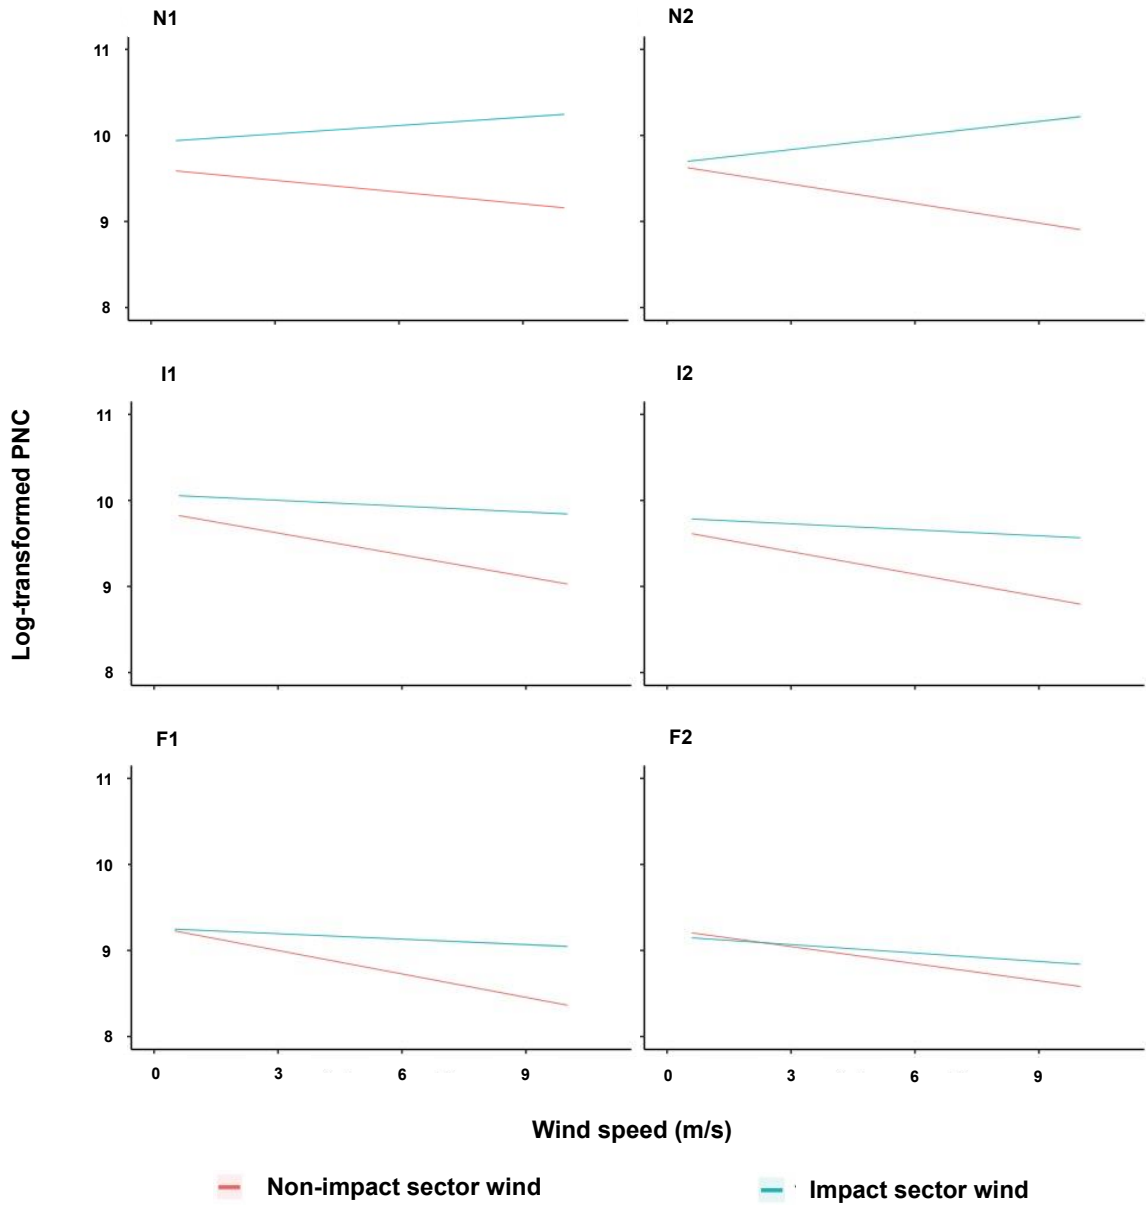 N1
N2
11
10
9
8
I1
I2
11
10
9
8
Log-transformed PNC
F1
F2
11
10
9
8
0
3
6
9
0
3
6
9
Wind speed (m/s)
Non-impact sector wind
Impact sector wind